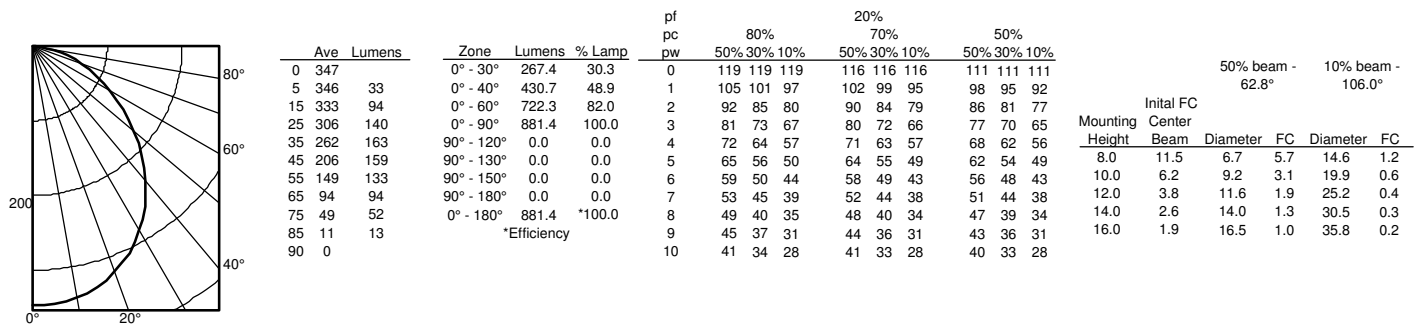 80°
60°
200
40°
0° 20°
Ave Lumens
0 347
5 346 33
15 333 94
25 306 140
35 262 163
45 206 159
55 149 133
65 94 94
75 49 52
85 11 13
90 0
Zone Lumens % Lamp
0° - 30° 267.4 30.3
0° - 40° 430.7 48.9
0° - 60° 722.3 82.0
0° - 90° 881.4 100.0
90° - 120° 0.0 0.0
90° - 130° 0.0 0.0
90° - 150° 0.0 0.0
90° - 180° 0.0 0.0
0° - 180° 881.4 *100.0
*Efficiency
pf 20%
pc 80% 70% 50%
pw 50% 30% 10% 50% 30% 10% 50% 30% 10%
0 119 119 119 116 116 116 111 111 111
1 105 101 97 102 99 95 98 95 92
2 92 85 80 90 84 79 86 81 77
3 81 73 67 80 72 66 77 70 65
4 72 64 57 71 63 57 68 62 56
5 65 56 50 64 55 49 62 54 49
6 59 50 44 58 49 43 56 48 43
7 53 45 39 52 44 38 51 44 38
8 49 40 35 48 40 34 47 39 34
9 45 37 31 44 36 31 43 36 31
10 41 34 28 41 33 28 40 33 28
50% beam - 10% beam -
62.8° 106.0°
Inital FC
Mounting Center
Height Beam Diameter FC Diameter FC
8.0 11.5 6.7 5.7 14.6 1.2
10.0 6.2 9.2 3.1 19.9 0.6
12.0 3.8 11.6 1.9 25.2 0.4
14.0 2.6 14.0 1.3 30.5 0.3
16.0 1.9 16.5 1.0 35.8 0.2